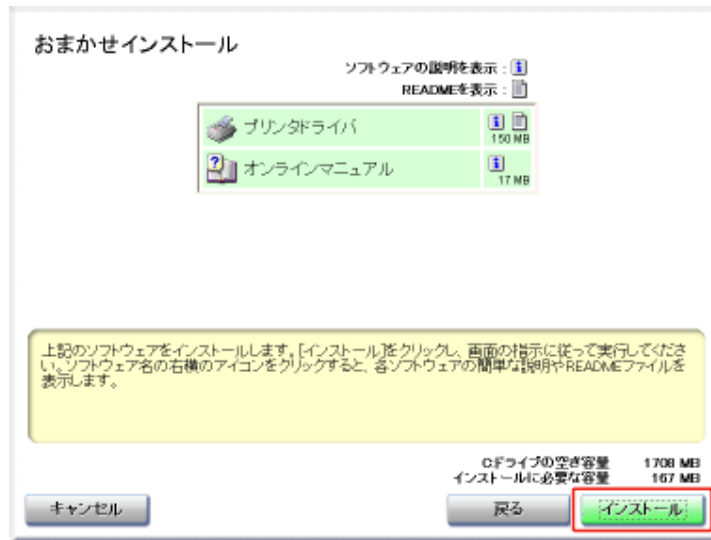 おまかせインストール
ソフトウェアの説明を表示 :
READMEを表示 :
プリンタドライバ
150 MB
オンラインマニュアル
17 MB
上記のソフトウェアをインストールします。[インストール]をクリックし、画面の指示に従って実行してくださ
い。ソフトウェア名の右横のアイコンをクリックすると、各ソフトウェアの簡単な説明やREADMEファイルを
表示します。
Cドライブの空き容量 1708 MB
インストールに必要な容量 167 MB
キャンセル 戻る インストール